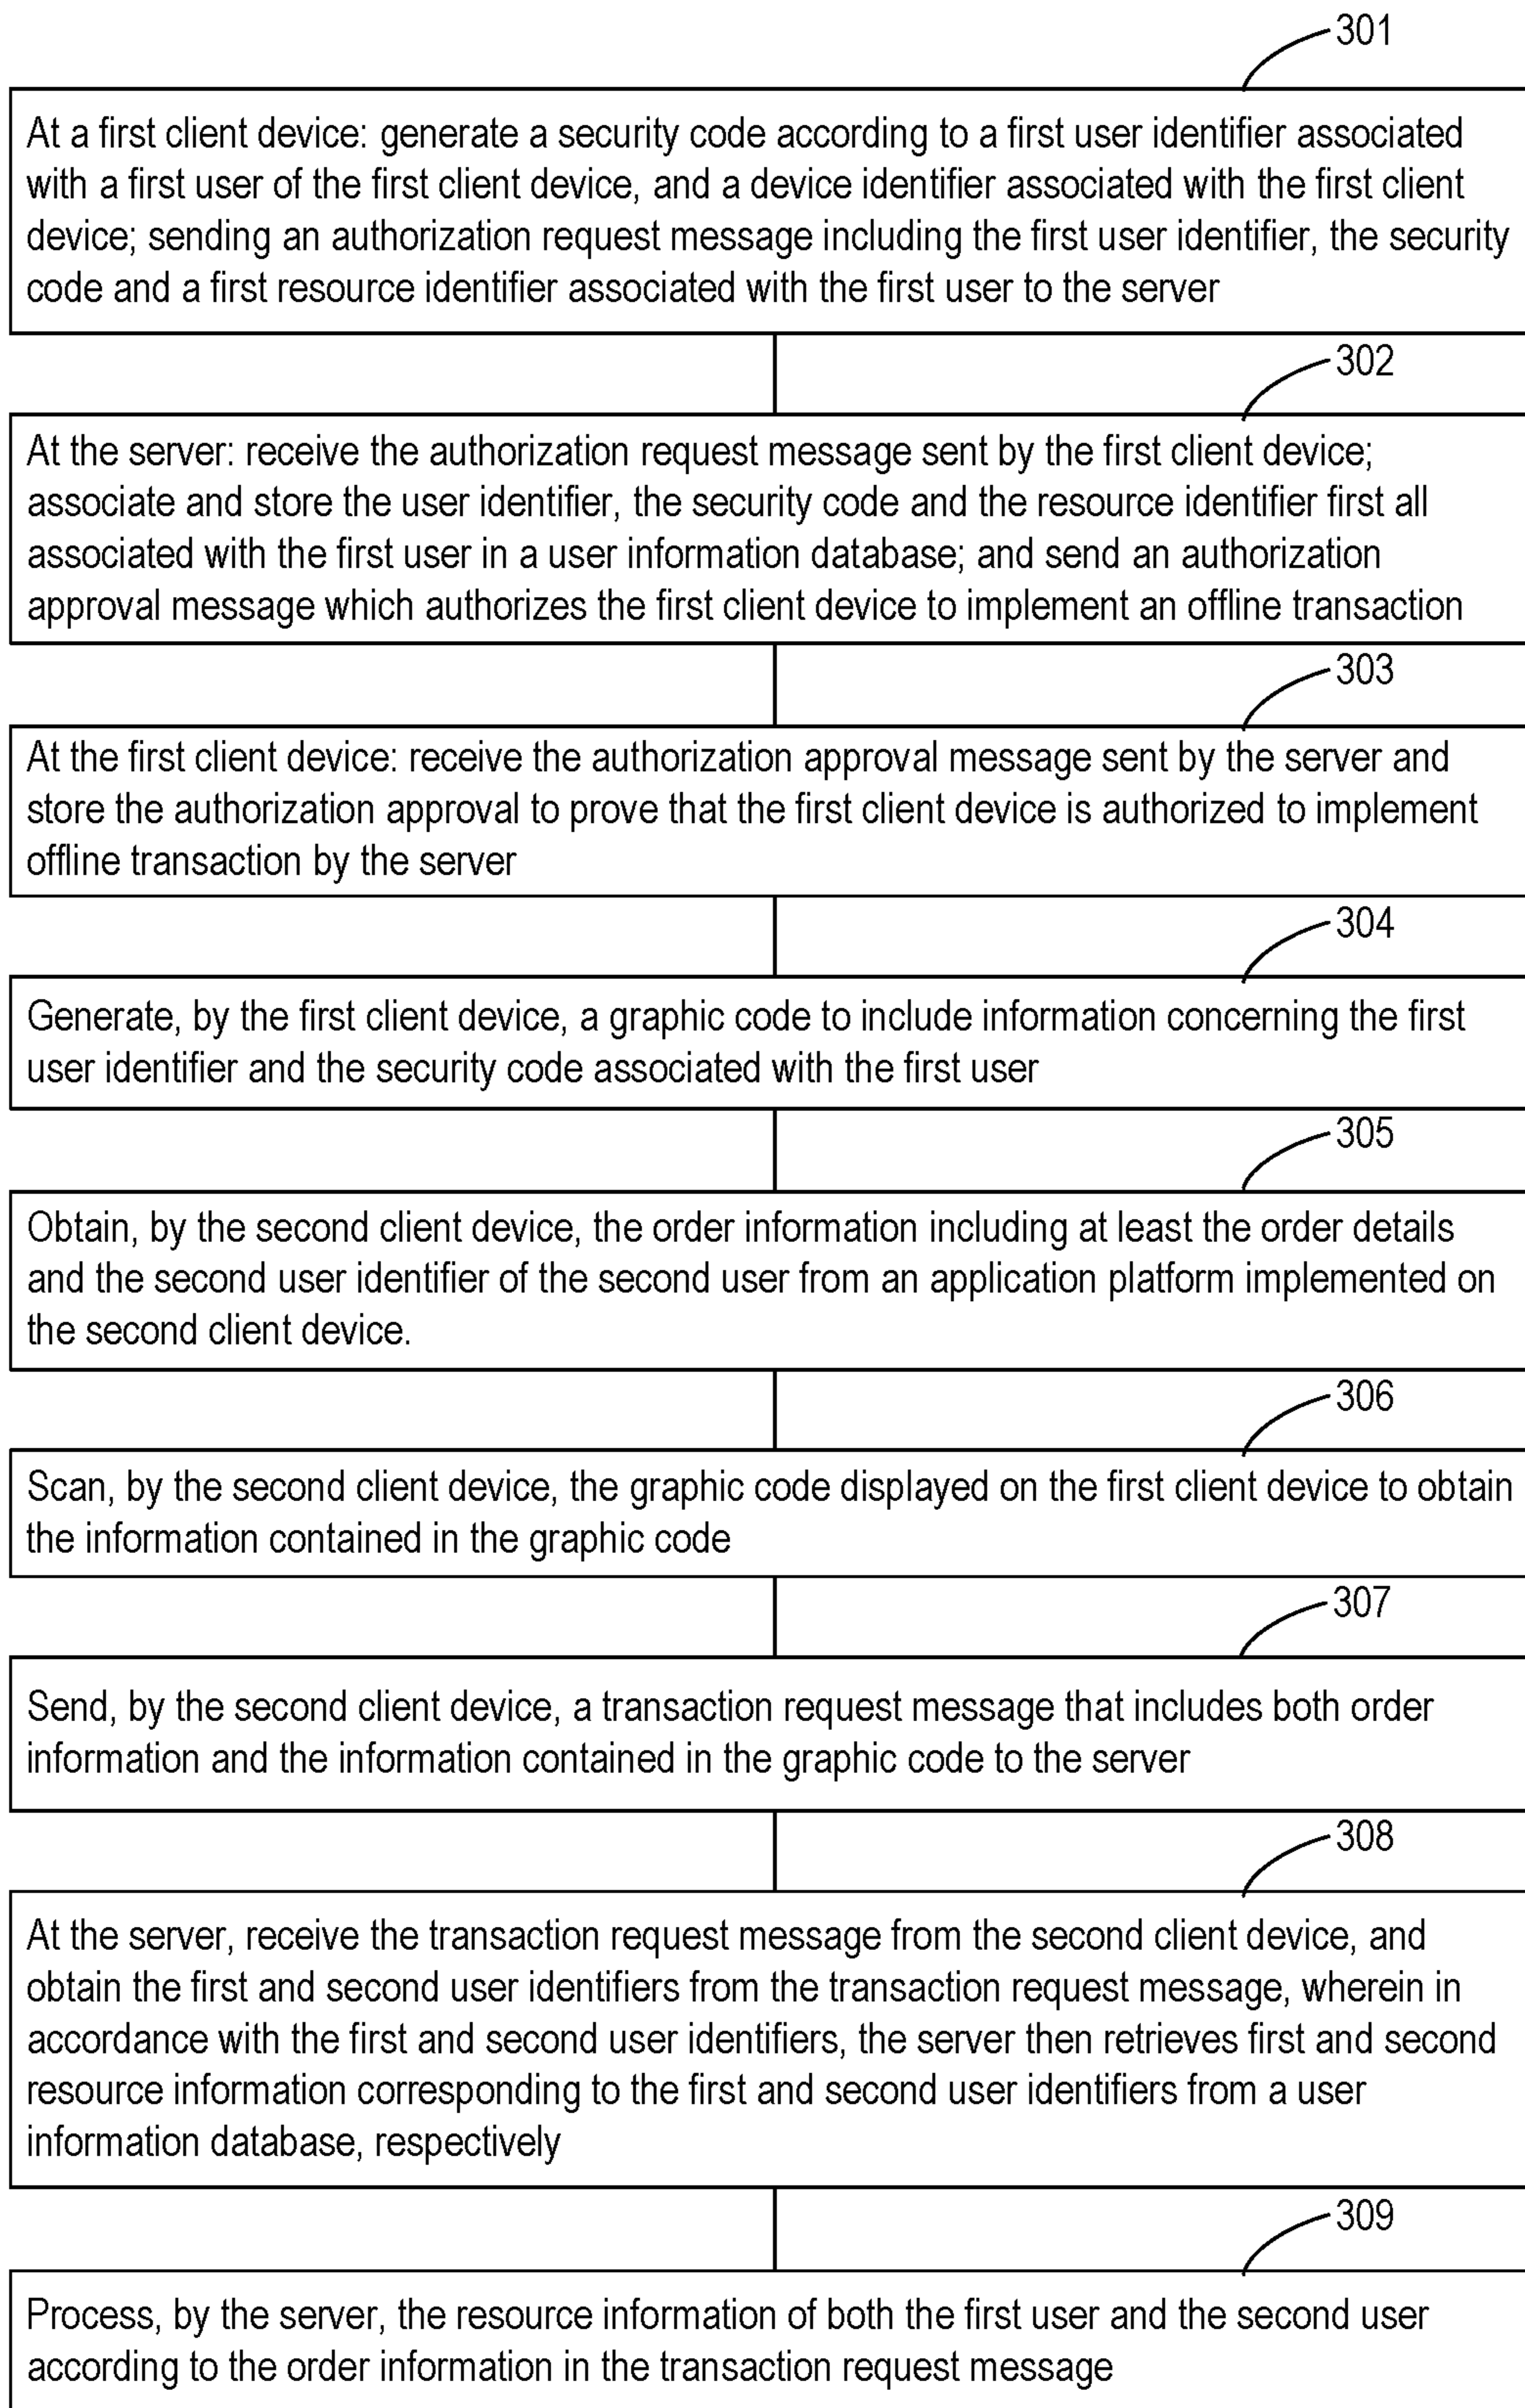 301
At a first client device: generate a security code according to a first user identifier associated
with a first user of the first client device, and a device identifier associated with the first client
device; sending an authorization request message including the first user identifier, the security
code and a first resource identifier associated with the first user to the server
302
At the server: receive the authorization request message sent by the first client device;
associate and store the user identifier, the security code and the resource identifier first all
associated with the first user in a user information database; and send an authorization
approval message which authorizes the first client device to implement an offline transaction
303
At the first client device: receive the authorization approval message sent by the server and
store the authorization approval to prove that the first client device is authorized to implement
offline transaction by the server
304
Generate, by the first client device, a graphic code to include information concerning the first
user identifier and the security code associated with the first user
305
Obtain, by the second client device, the order information including at least the order details
and the second user identifier of the second user from an application platform implemented on
the second client device.
306
Scan, by the second client device, the graphic code displayed on the first client device to obtain
the information contained in the graphic code
307
Send, by the second client device, a transaction request message that includes both order
information and the information contained in the graphic code to the server
308
At the server, receive the transaction request message from the second client device, and
obtain the first and second user identifiers from the transaction request message, wherein in
accordance with the first and second user identifiers, the server then retrieves first and second
resource information corresponding to the first and second user identifiers from a user
information database, respectively
309
Process, by the server, the resource information of both the first user and the second user
according to the order information in the transaction request message